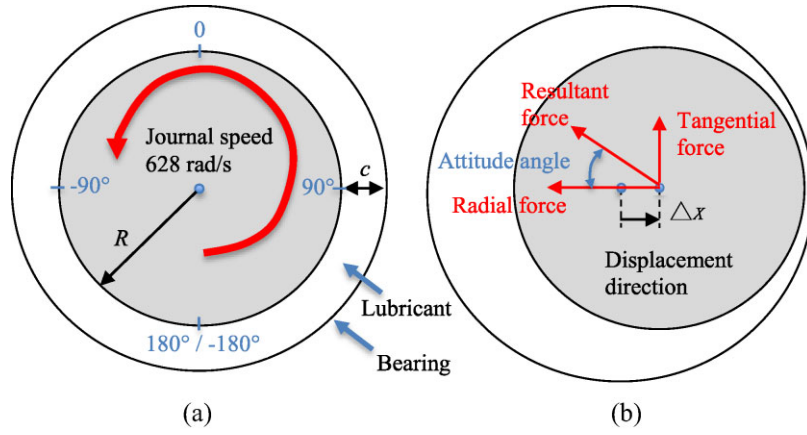 0
Journal speed
628 rad/s
-90°
90°
c
R
180° / -180°
Lubricant
Bearing
(a)
Resultant
force
Tangential
force
Attitude angle
Radial force
△x
Displacement
direction
(b)